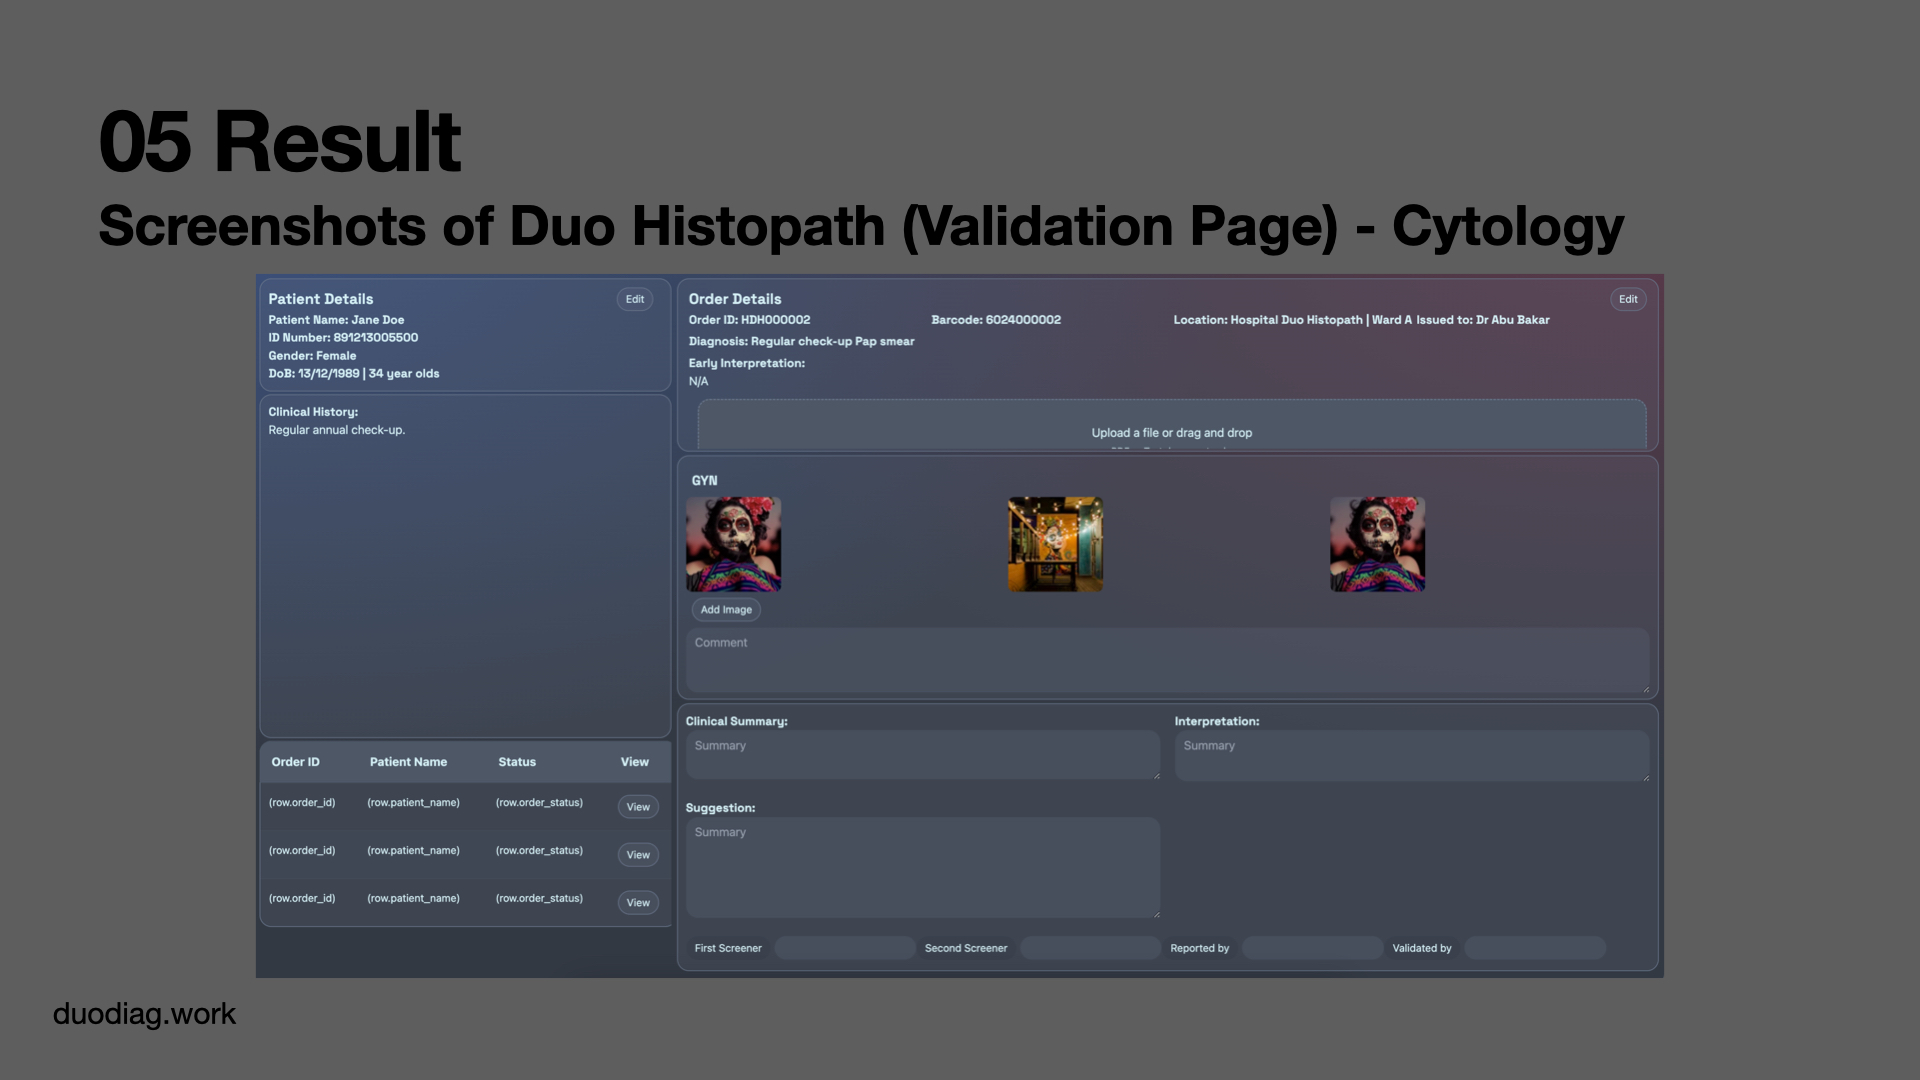 05 Result
Screenshots of Duo Histopath (Validation Page) - Cytology
Patient Details
Edit
Patient Name: Jane Doe
ID Number: 891213005500
Gender: Female
DoB: 13/12/1989 | 34 year olds
Clinical History:
Regular annual check-up.
Order ID Patient Name Status View
(row.order_id) (row.patient_name) (row.order_status) View
(row.order_id) (row.patient_name) (row.order_status) View
(row.order_id) (row.patient_name) (row.order_status) View
Order Details
Edit
Order ID: HDH000002 Barcode: 6024000002 Location: Hospital Duo Histopath | Ward A Issued to: Dr Abu Bakar
Diagnosis: Regular check-up Pap smear
Early Interpretation:
N/A
Upload a file or drag and drop
GYN
Add Image
Comment
Clinical Summary: Interpretation:
Summary Summary
Suggestion:
Summary
First Screener Second Screener Reported by Validated by
duodiag.work